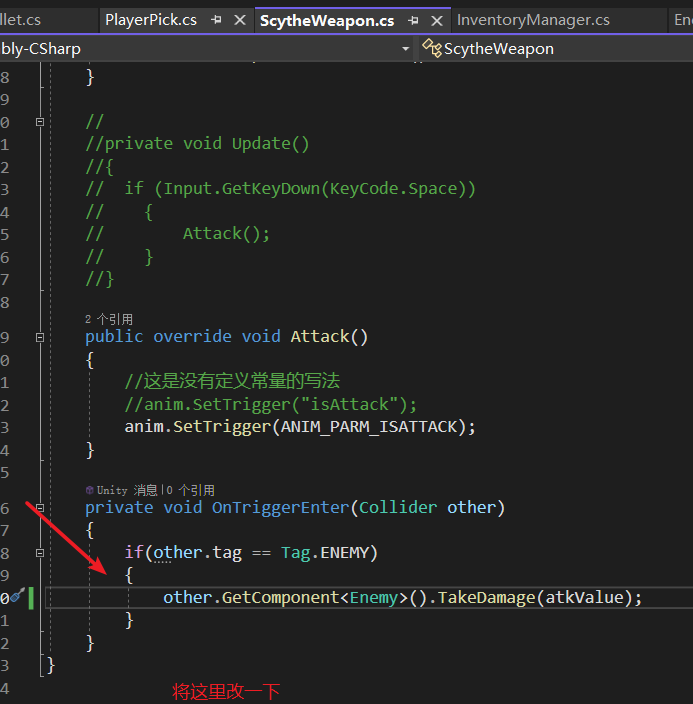 llet.cs PlayerPick.cs ScytheWeapon.cs InventoryManager.cs En
bly-CSharp ScytheWeapon
8 }
9
0 //
1 //private void Update()
2 //{
3 // if (Input.GetKeyDown(KeyCode.Space))
4 // {
5 // Attack();
6 // }
7 //}
8
2 个引用
9 public override void Attack()
0 {
1 //这是没有定义常量的写法
2 //anim.SetTrigger("isAttack");
3 anim.SetTrigger(ANIM_PARM_ISATTACK);
4 }
5
Unity 消息|0 个引用
6 private void OnTriggerEnter(Collider other)
7 {
8 if(other.tag == Tag.ENEMY)
9 {
0 other.GetComponent<Enemy>().TakeDamage(atkValue);
1 }
2 }
3 }
4 将这里改一下